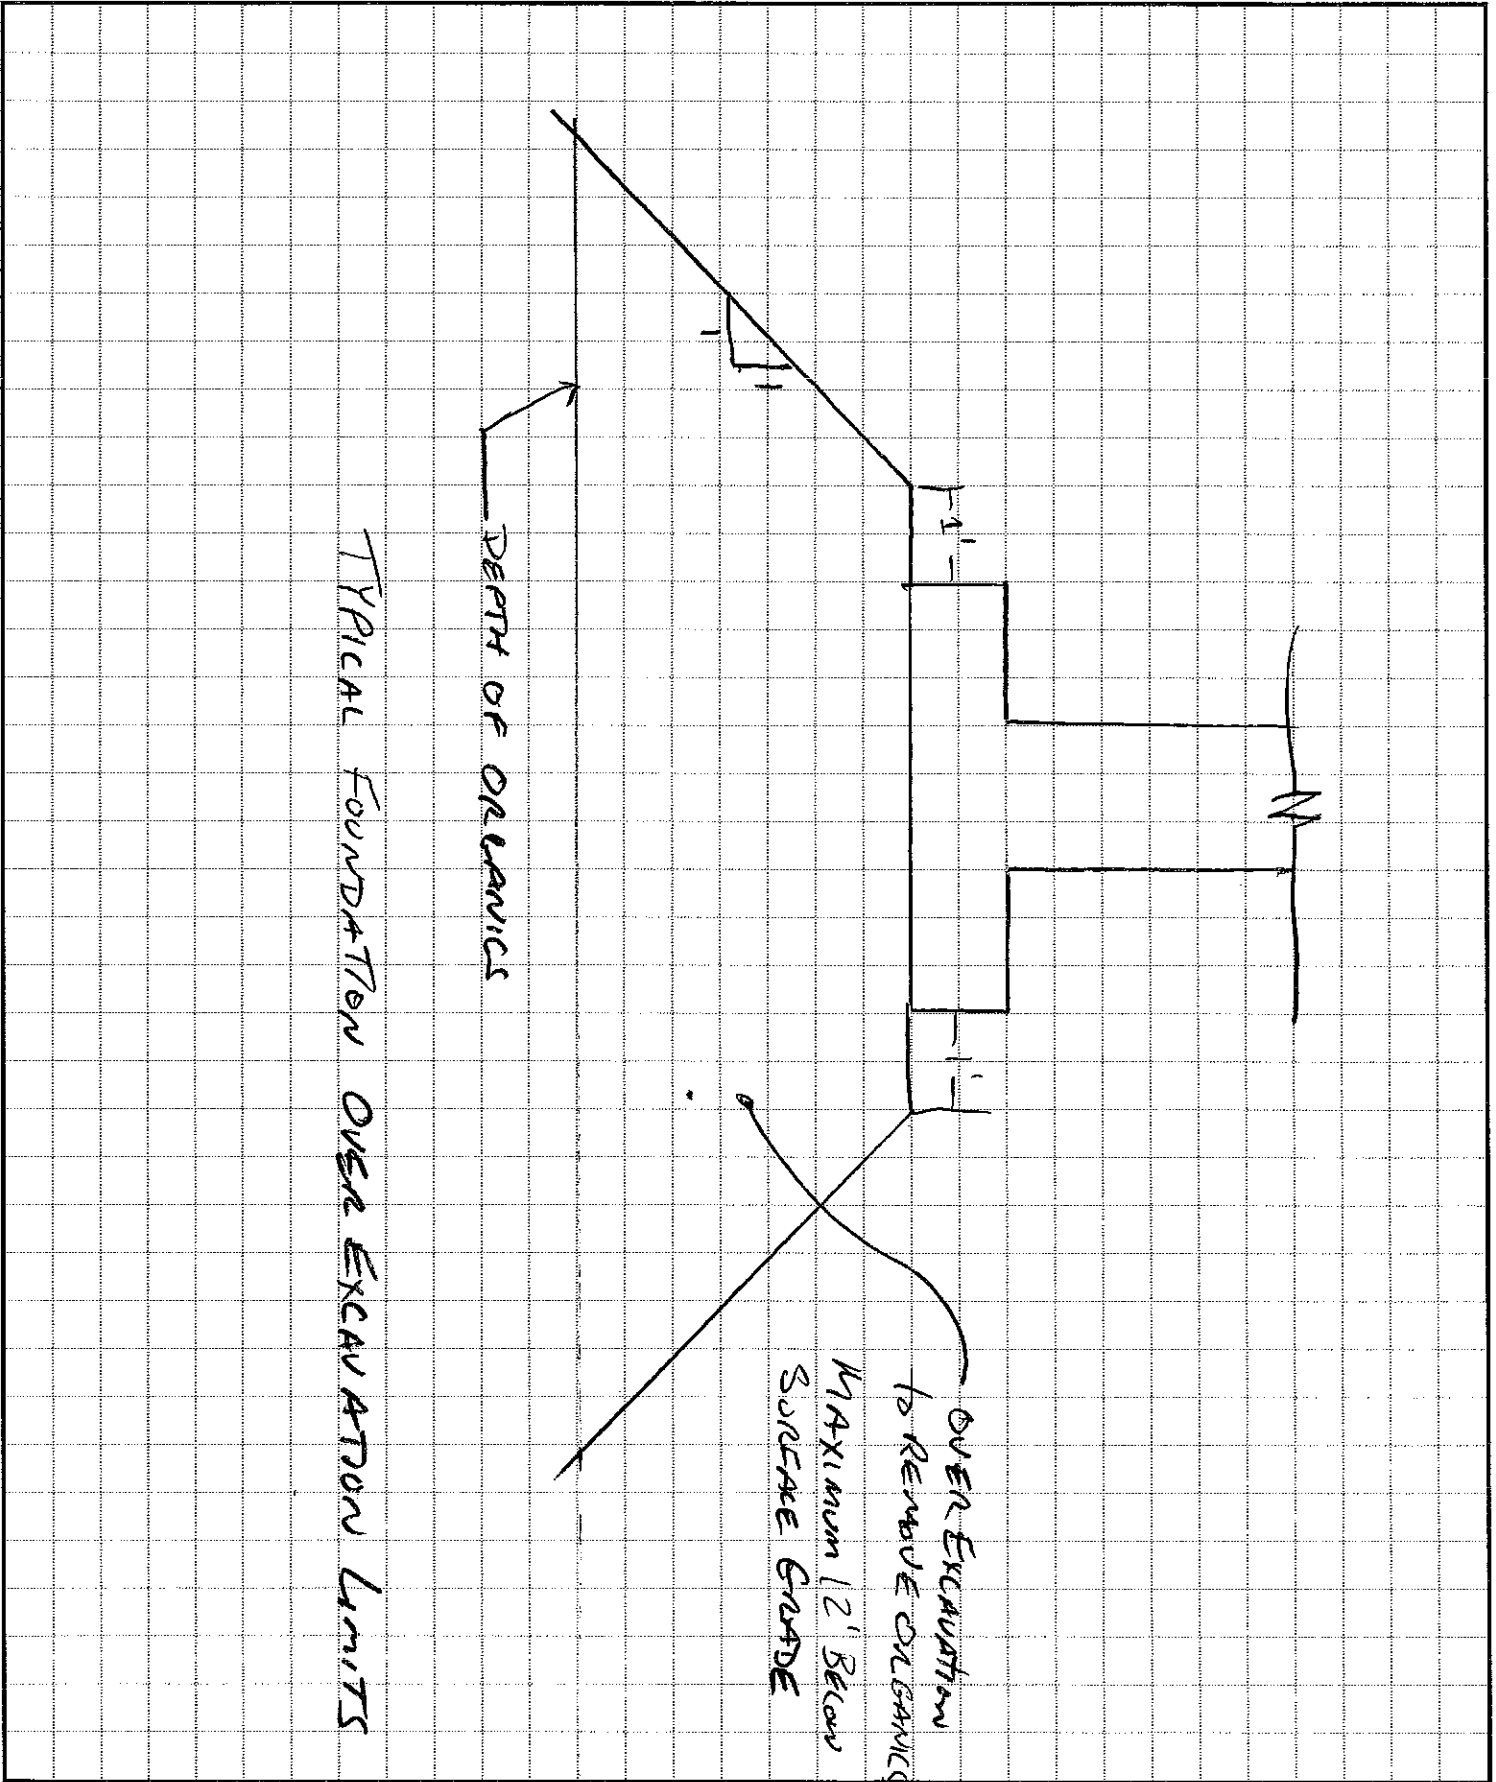 1'
1'
OVER EXCAVATION
TO REMOVE ORGANICS
MAXIMUM 12' BELOW
SURFACE GRADE
1
1
DEPTH OF ORGANICS
TYPICAL FOUNDATION OVER EXCAVATION LIMITS